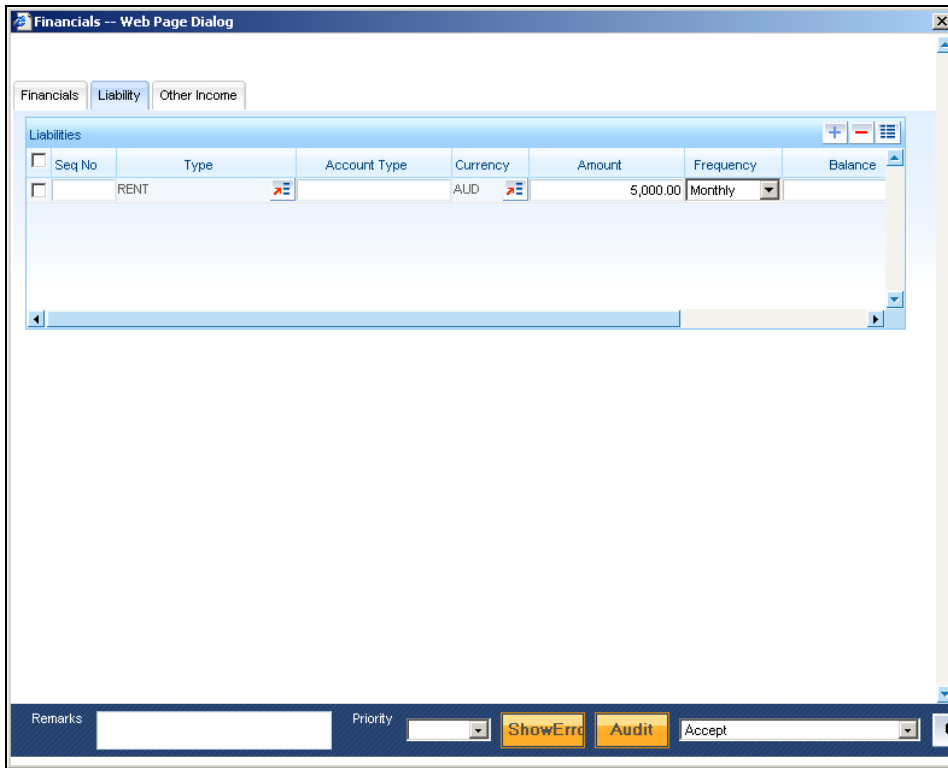 Financials -- Web Page Dialog
Financials Liability Other Income
Liabilities
Seq No Type Account Type Currency Amount Frequency Balance
RENT AUD 5,000.00 Monthly
Remarks Priority ShowErro Audit Accept